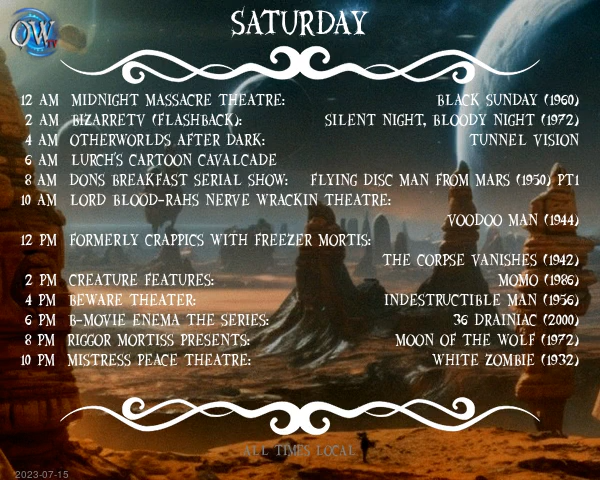 OW TV
SATURDAY
12 AM MIDNIGHT MASSACRE THEATRE: BLACK SUNDAY (1960)
2 AM BIZARRETV (FLASHBACK): SILENT NIGHT, BLOODY NIGHT (1972)
4 AM OTHERWORLDS AFTER DARK: TUNNEL VISION
6 AM LURCH'S CARTOON CAVALCADE
8 AM DONS BREAKFAST SERIAL SHOW: FLYING DISC MAN FROM MARS (1950) PT1
10 AM LORD BLOOD-RAHS NERVE WRACKIN THEATRE:
VOODOO MAN (1944)
12 PM FORMERLY CRAPPICS WITH FREEZER MORTIS:
THE CORPSE VANISHES (1942)
2 PM CREATURE FEATURES: MOMO (1986)
4 PM BEWARE THEATER: INDESTRUCTIBLE MAN (1956)
6 PM B-MOVIE ENEMA THE SERIES: 36 DRAINIAC (2000)
8 PM RIGGOR MORTISS PRESENTS: MOON OF THE WOLF (1972)
10 PM MISTRESS PEACE THEATRE: WHITE ZOMBIE (1932)
ALL TIMES LOCAL
2023-07-15